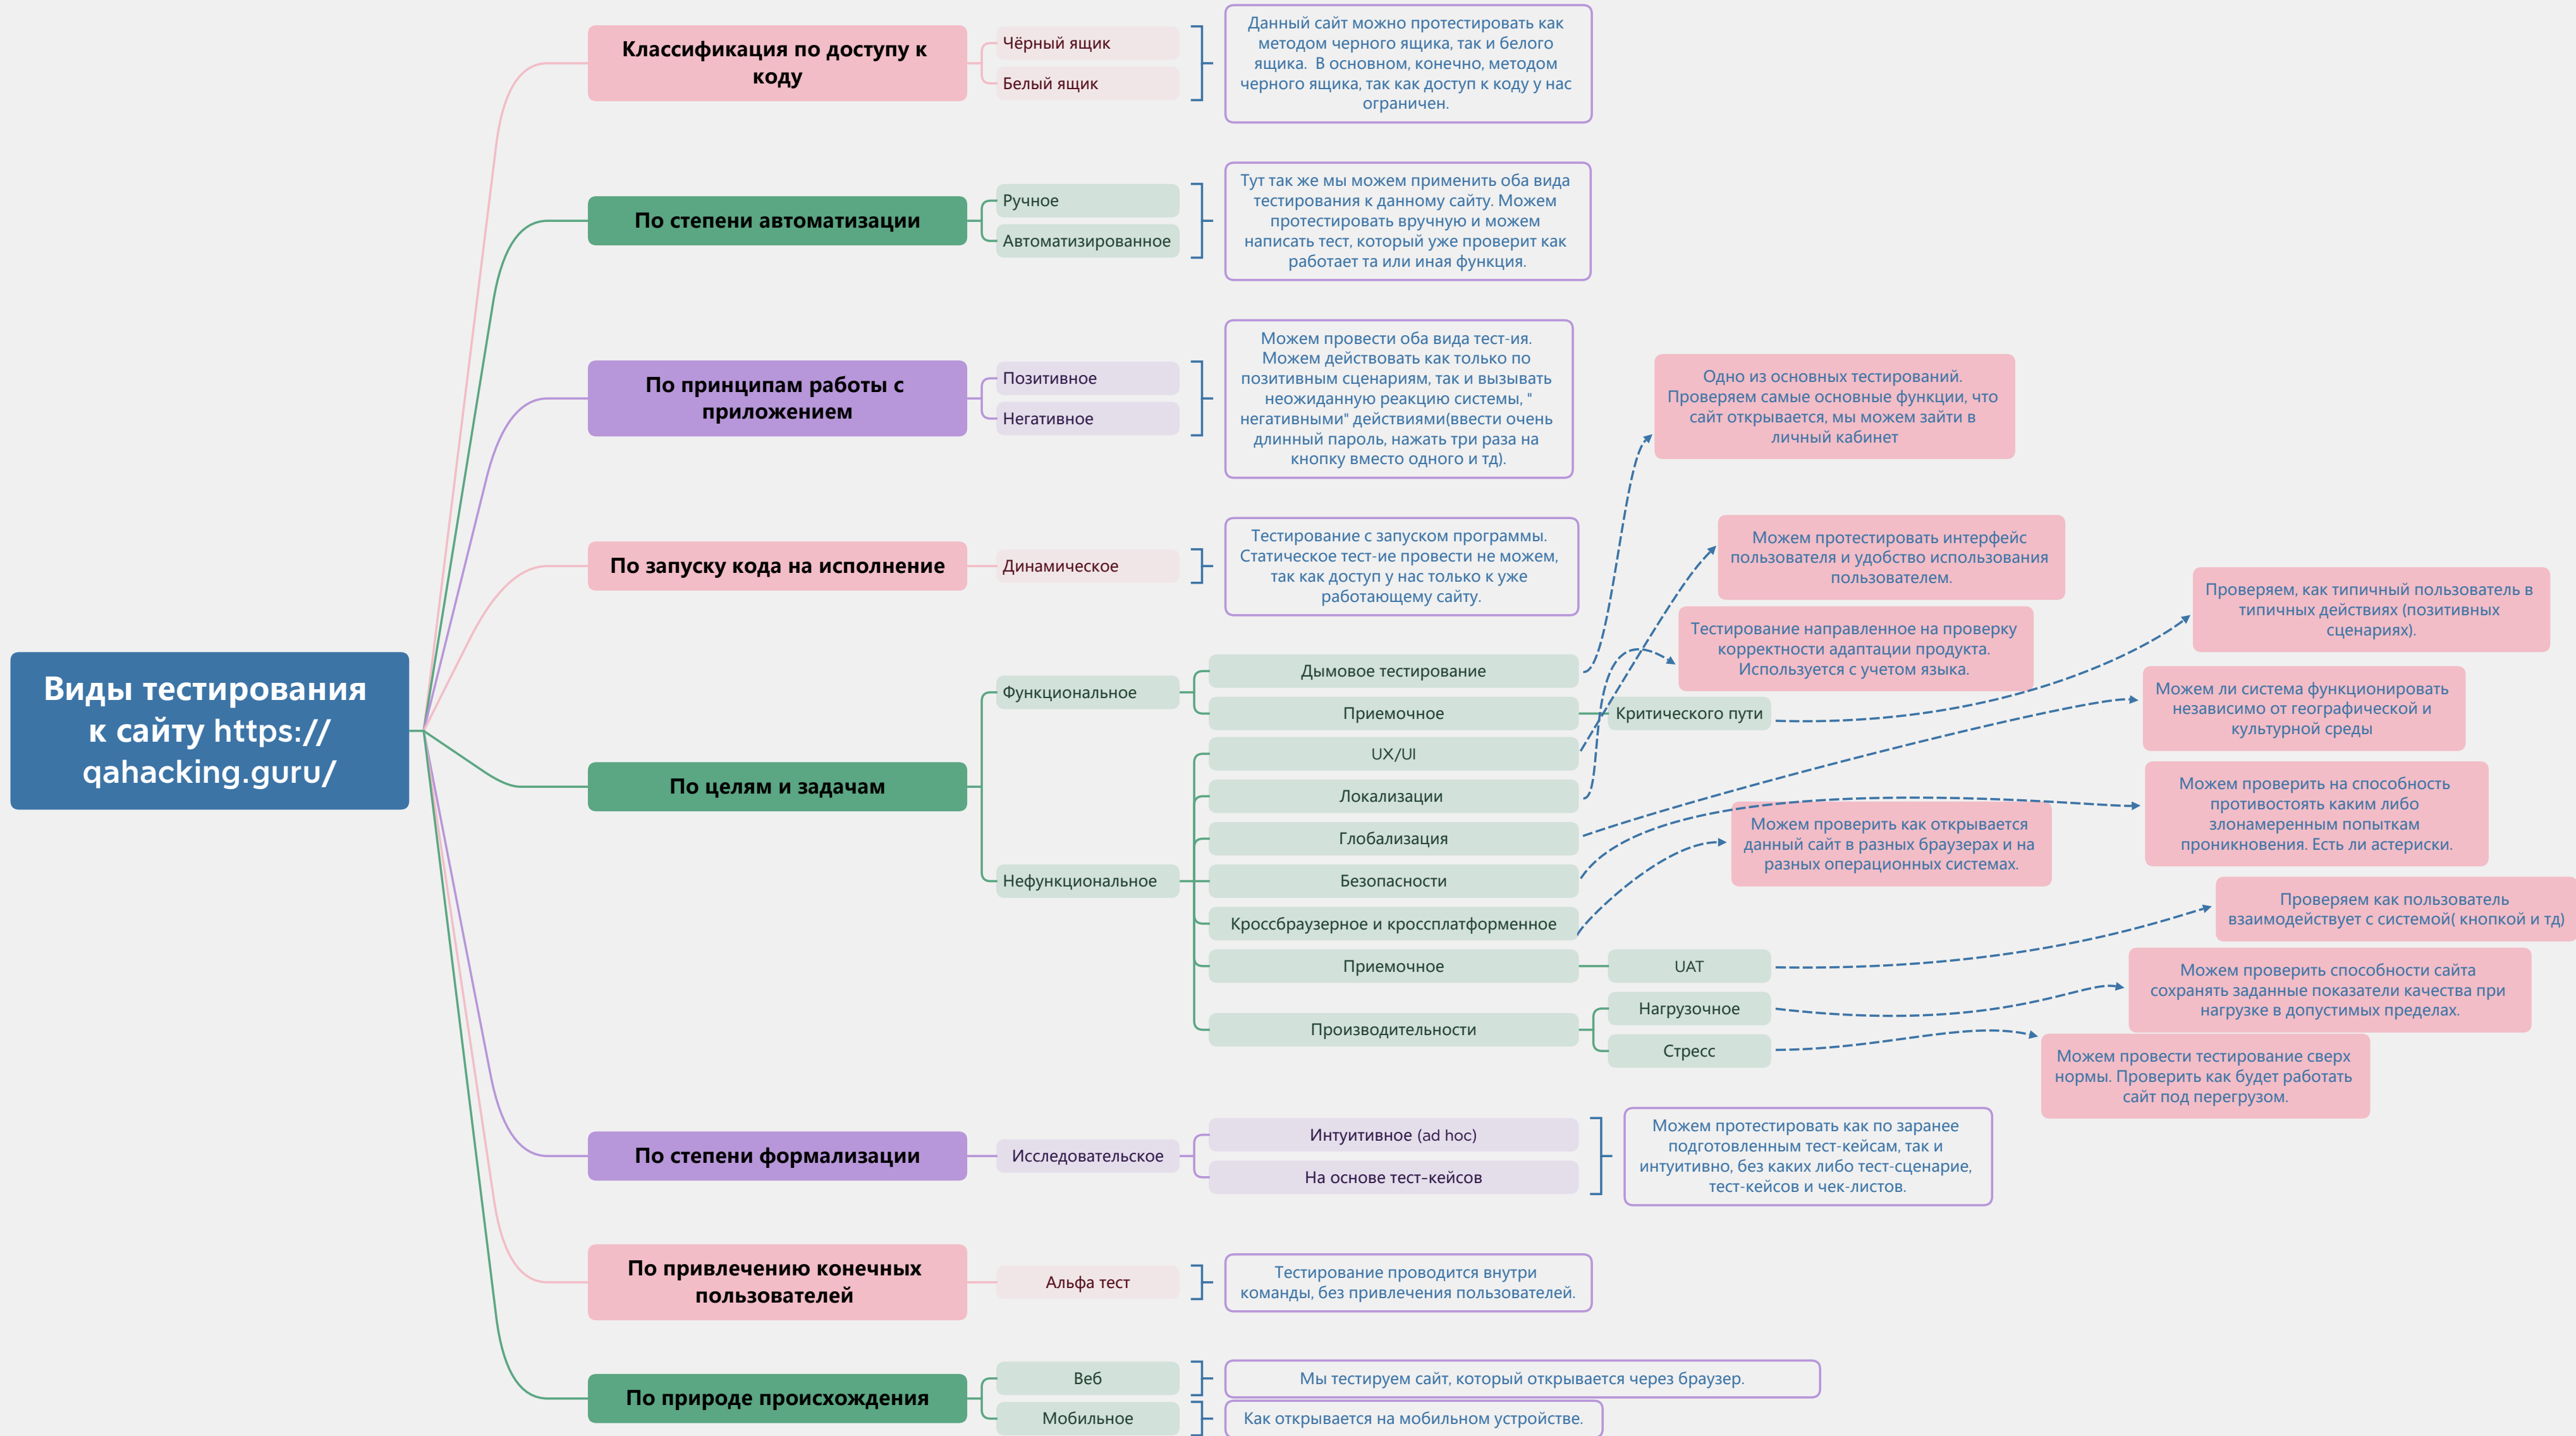 Виды тестирования
к сайту https://
qahacking.guru/
Классификация по доступу к
коду
Чёрный ящик
Белый ящик
Данный сайт можно протестировать как
методом черного ящика, так и белого
ящика.  В основном, конечно, методом
черного ящика, так как доступ к коду у нас
ограничен.
По степени автоматизации
Ручное
Автоматизированное
Тут так же мы можем применить оба вида
тестирования к данному сайту. Можем
протестировать вручную и можем
написать тест, который уже проверит как
работает та или иная функция.
По принципам работы с
приложением
Позитивное
Негативное
Можем провести оба вида тест-ия.
Можем действовать как только по
позитивным сценариям, так и вызывать
неожиданную реакцию системы, "
негативными" действиями(ввести очень
длинный пароль, нажать три раза на
кнопку вместо одного и тд).
По запуску кода на исполнение
Динамическое
Тестирование с запуском программы.
Статическое тест-ие провести не можем,
так как доступ у нас только к уже
работающему сайту.
По целям и задачам
Функциональное
Дымовое тестирование
Одно из основных тестирований.
Проверяем самые основные функции, что
сайт открывается, мы можем зайти в
личный кабинет
Приемочное
Критического пути
Проверяем, как типичный пользователь в
типичных действиях (позитивных
сценариях).
Нефункциональное
UX/UI
Можем протестировать интерфейс
пользователя и удобство использования
пользователем.
Локализации
Тестирование направленное на проверку
корректности адаптации продукта.
Используется с учетом языка.
Глобализация
Можем ли система функционировать
независимо от географической и
культурной среды
Безопасности
Можем проверить на способность
противостоять каким либо
злонамеренным попыткам
проникновения. Есть ли астериски.
Кроссбраузерное и кроссплатформенное
Можем проверить как открывается
данный сайт в разных браузерах и на
разных операционных системах.
Приемочное
UAT
Проверяем как пользователь
взаимодействует с системой( кнопкой и тд)
Производительности
Нагрузочное
Можем проверить способности сайта
сохранять заданные показатели качества при
нагрузке в допустимых пределах.
Стресс
Можем провести тестирование сверх
нормы. Проверить как будет работать
сайт под перегрузом.
По степени формализации
Исследовательское
Интуитивное (ad hoc)
На основе тест-кейсов
Можем протестировать как по заранее
подготовленным тест-кейсам, так и
интуитивно, без каких либо тест-сценарие,
тест-кейсов и чек-листов.
По привлечению конечных
пользователей
Альфа тест
Тестирование проводится внутри
команды, без привлечения пользователей.
По природе происхождения
Веб
Мы тестируем сайт, который открывается через браузер.
Мобильное
Как открывается на мобильном устройстве.